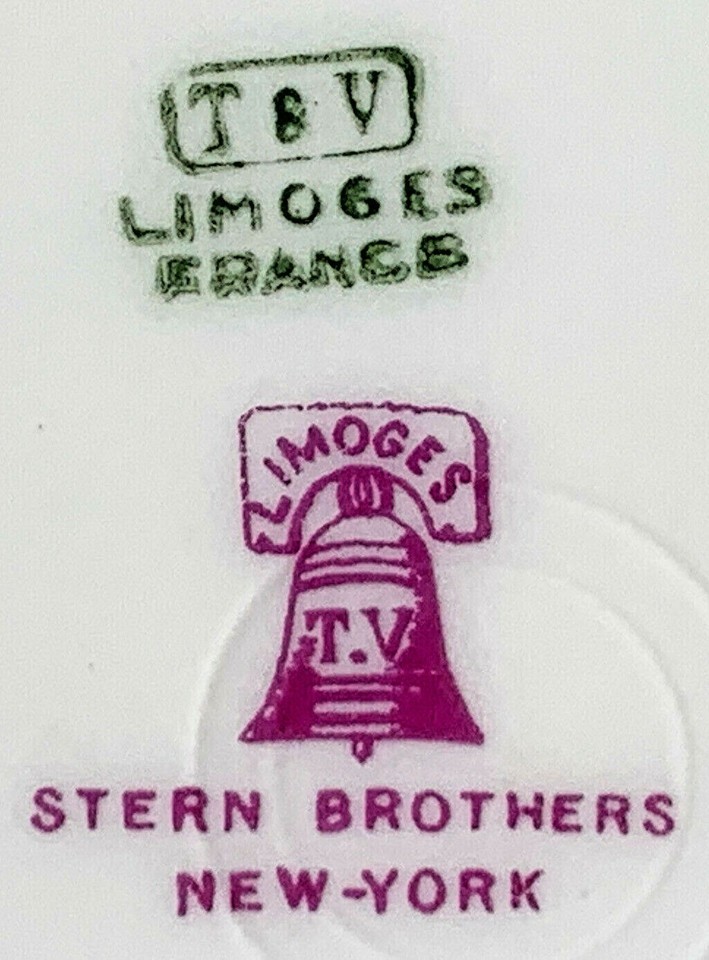 T & V
LIMOGES
FRANCE
LIMOGES
T.V
STERN BROTHERS
NEW-YORK